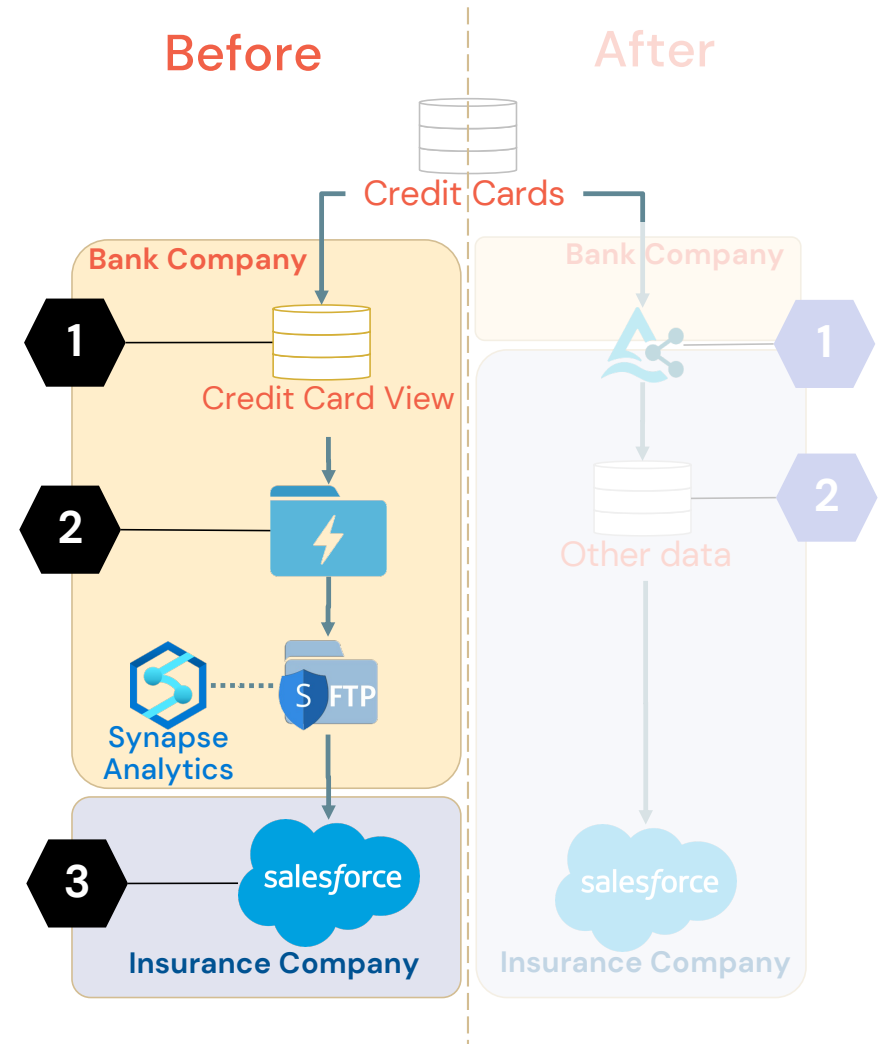 Before
After
Credit Cards
Bank Company
Bank Company
1
1
Credit Card View
2
2
Other data
S FTP
Synapse
Analytics
3
salesforce
salesforce
Insurance Company
Insurance Company